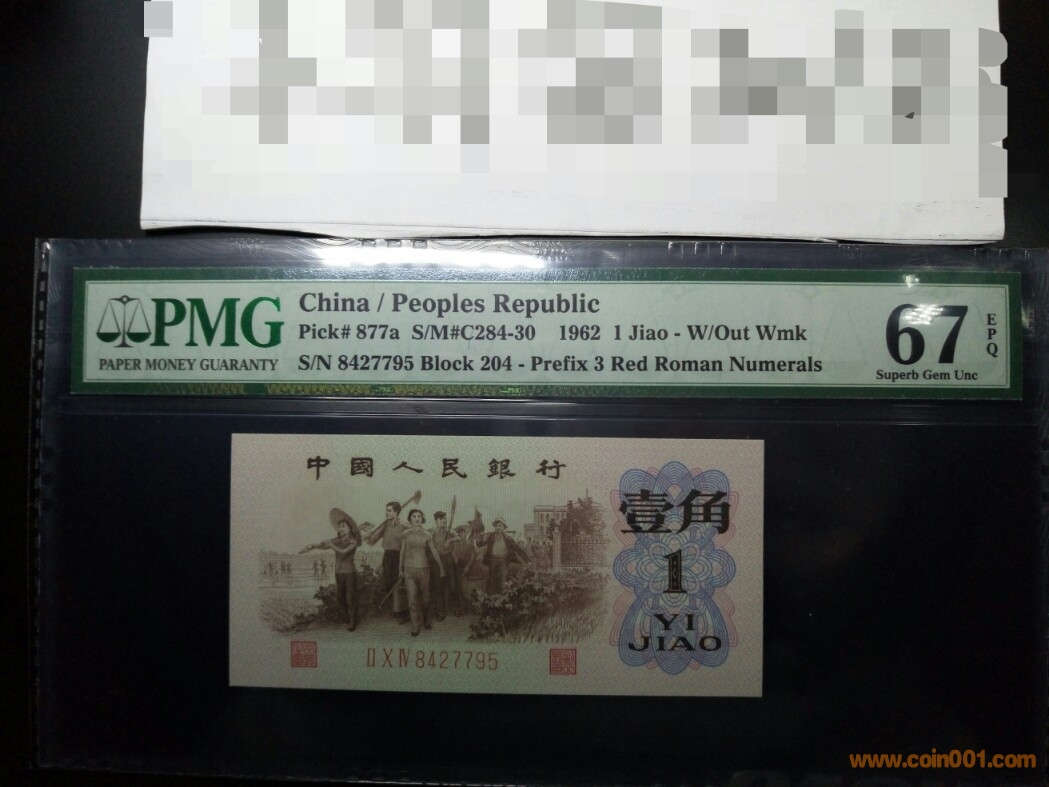 PMG
PAPER MONEY GUARANTY
China / Peoples Republic
Pick# 877a S/M#C284-30 1962 1 Jiao - W/Out Wmk
S/N 8427795 Block 204 - Prefix 3 Red Roman Numerals
67
EPQ
Superb Gem Unc
中國人民銀行
壹角
1
YI
JIAO
II X IV 8427795
www.coin001.com